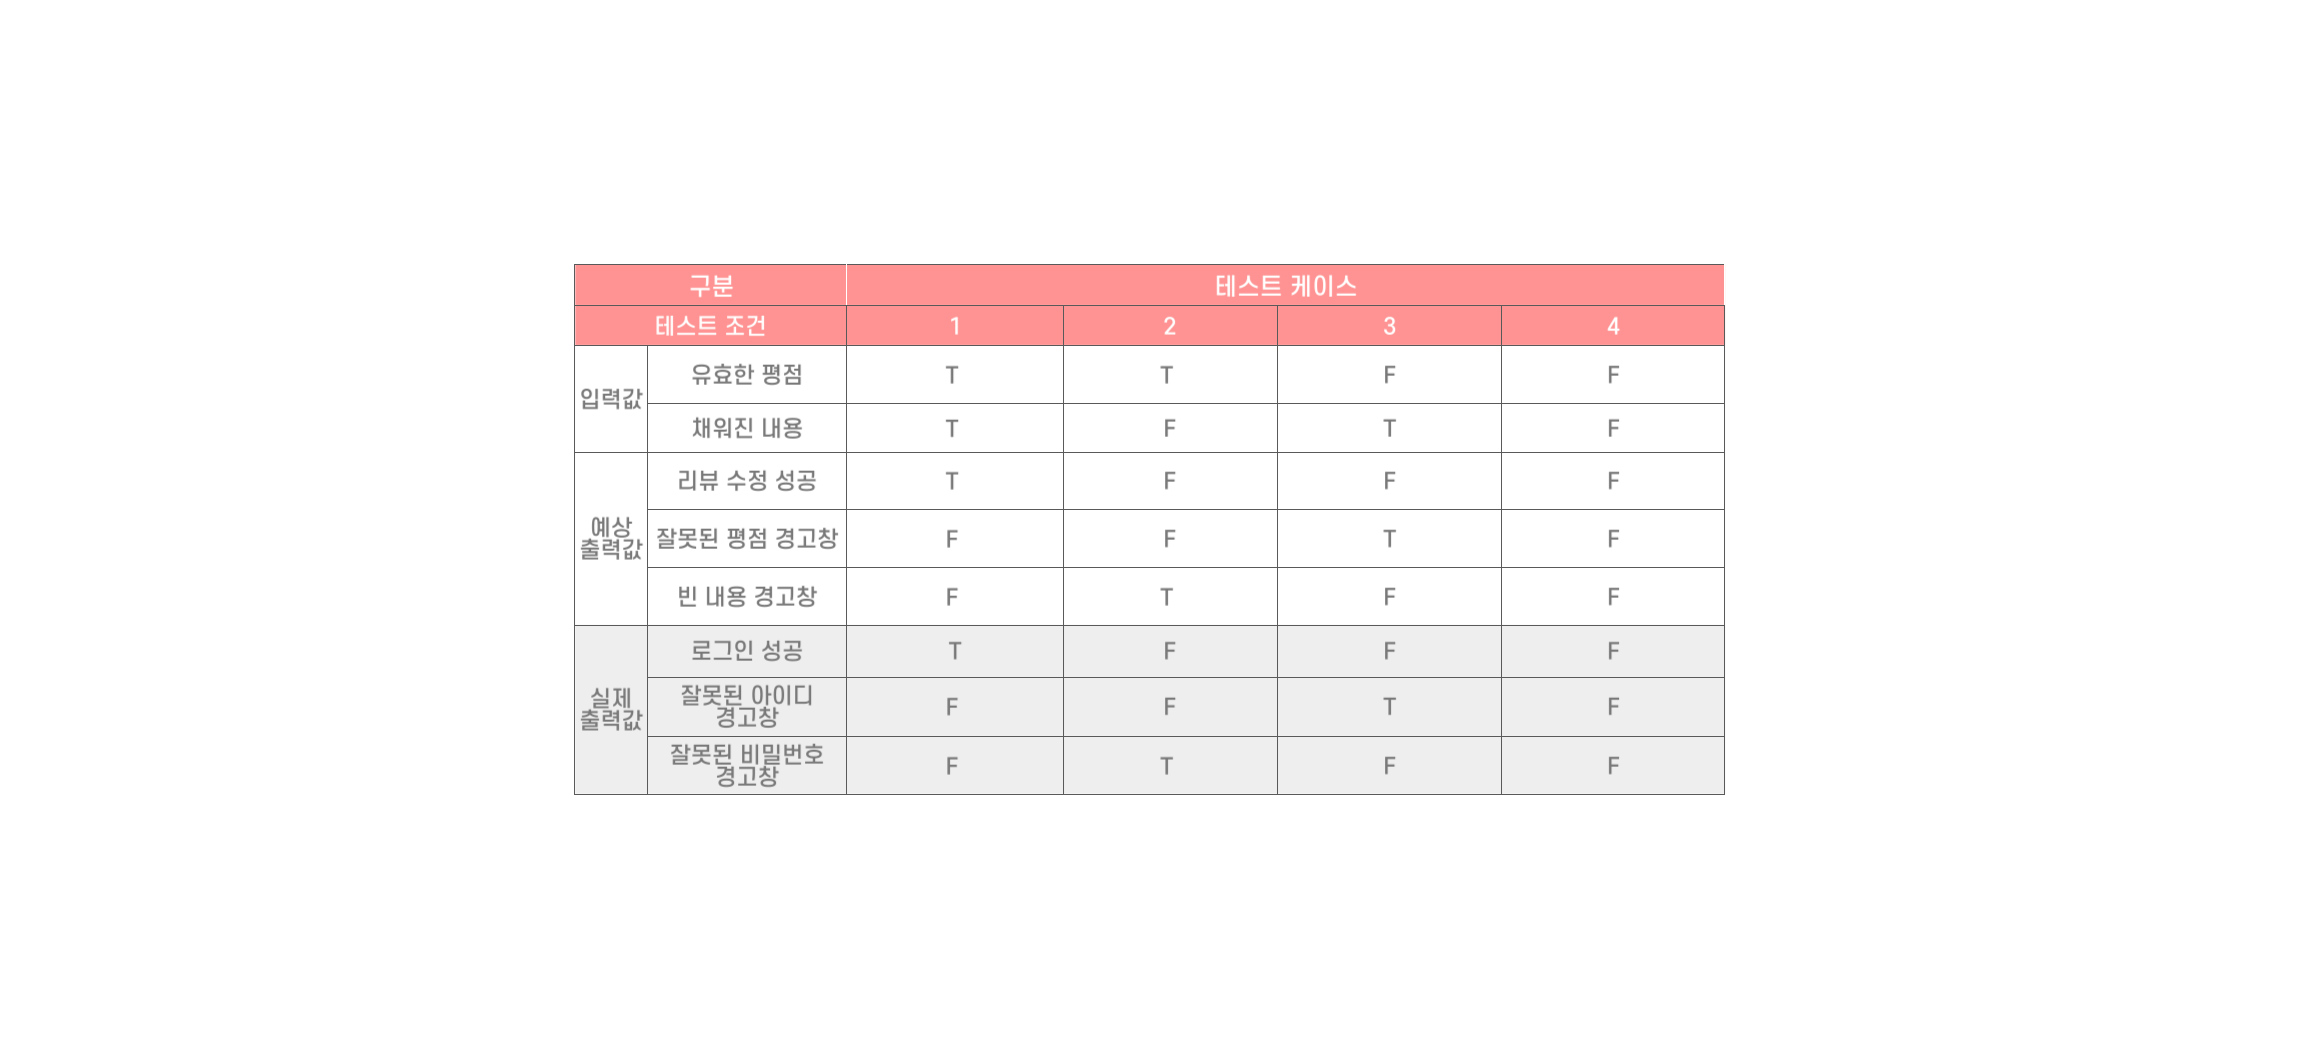 구분 테스트 케이스
테스트 조건 1 2 3 4
입력값 유효한 평점 T T F F
채워진 내용 T F T F
예상
출력값
리뷰 수정 성공 T F F F
잘못된 평점 경고창 F F T F
빈 내용 경고창 F T F F
실제
출력값
로그인 성공 T F F F
잘못된 아이디
경고창
F F T F
잘못된 비밀번호
경고창
F T F F